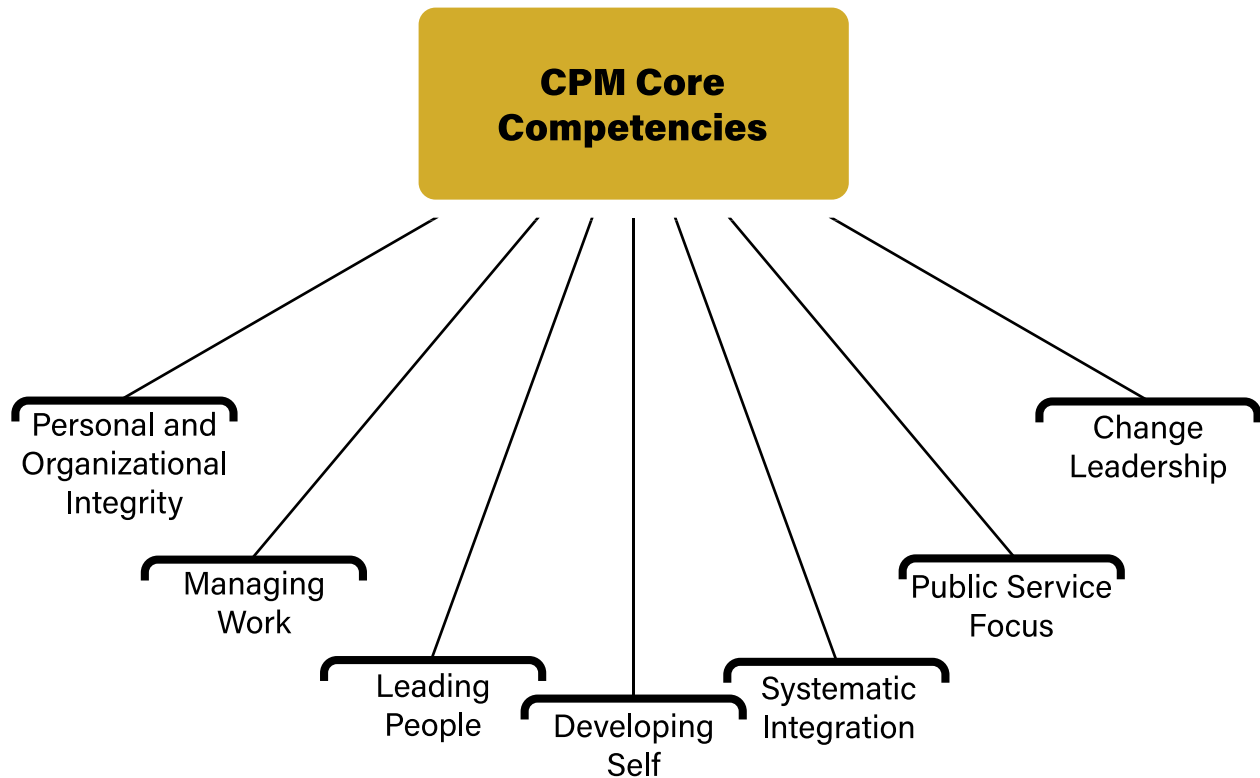 CPM Core
Competencies
Personal and
Organizational
Integrity
Managing
Work
Leading
People
Developing
Self
Systematic
Integration
Public Service
Focus
Change
Leadership